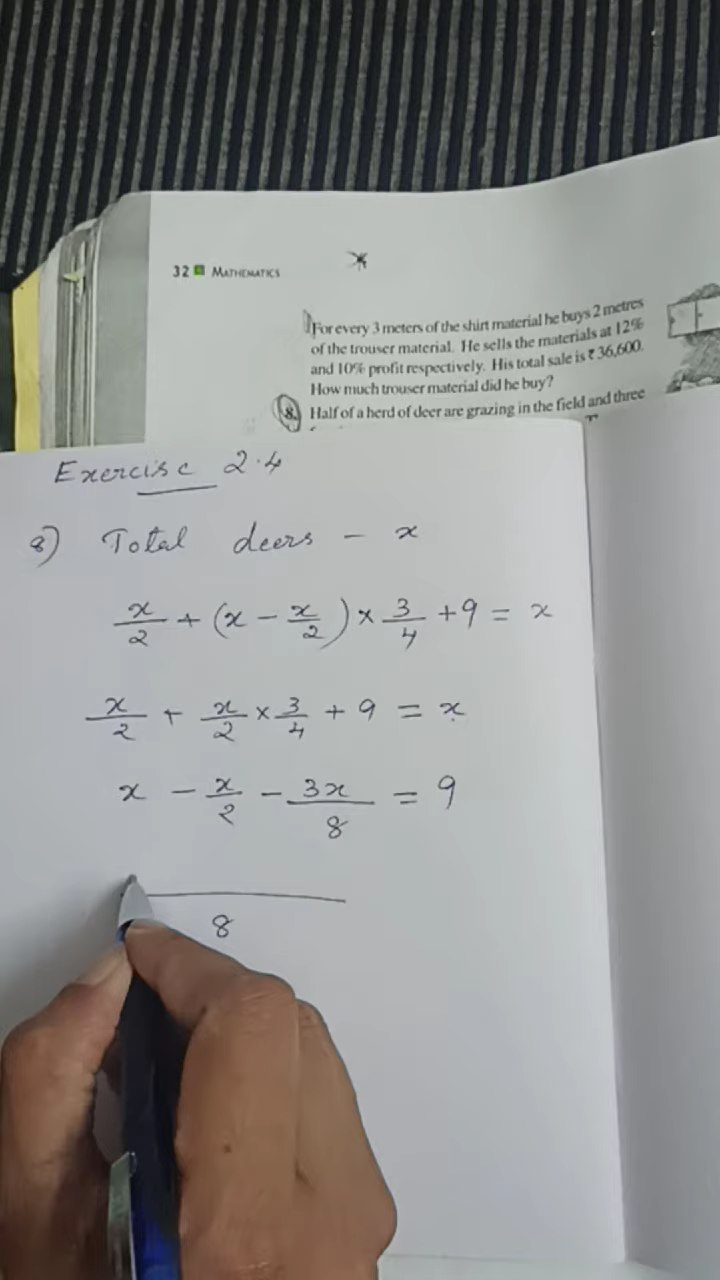 32 MATHEMATICS
For every 3 meters of the shirt material he buys 2 metres
of the trouser material. He sells the materials at 12%
and 10% profit respectively. His total sale is ₹ 36,600.
How much trouser material did he buy?
8. Half of a herd of deer are grazing in the field and three
Exercise 2.4
8) Total deers - x
x/2 + (x - x/2) × 3/4 + 9 = x
x/2 + x/2 × 3/4 + 9 = x
x - x/2 - 3x/8 = 9
8